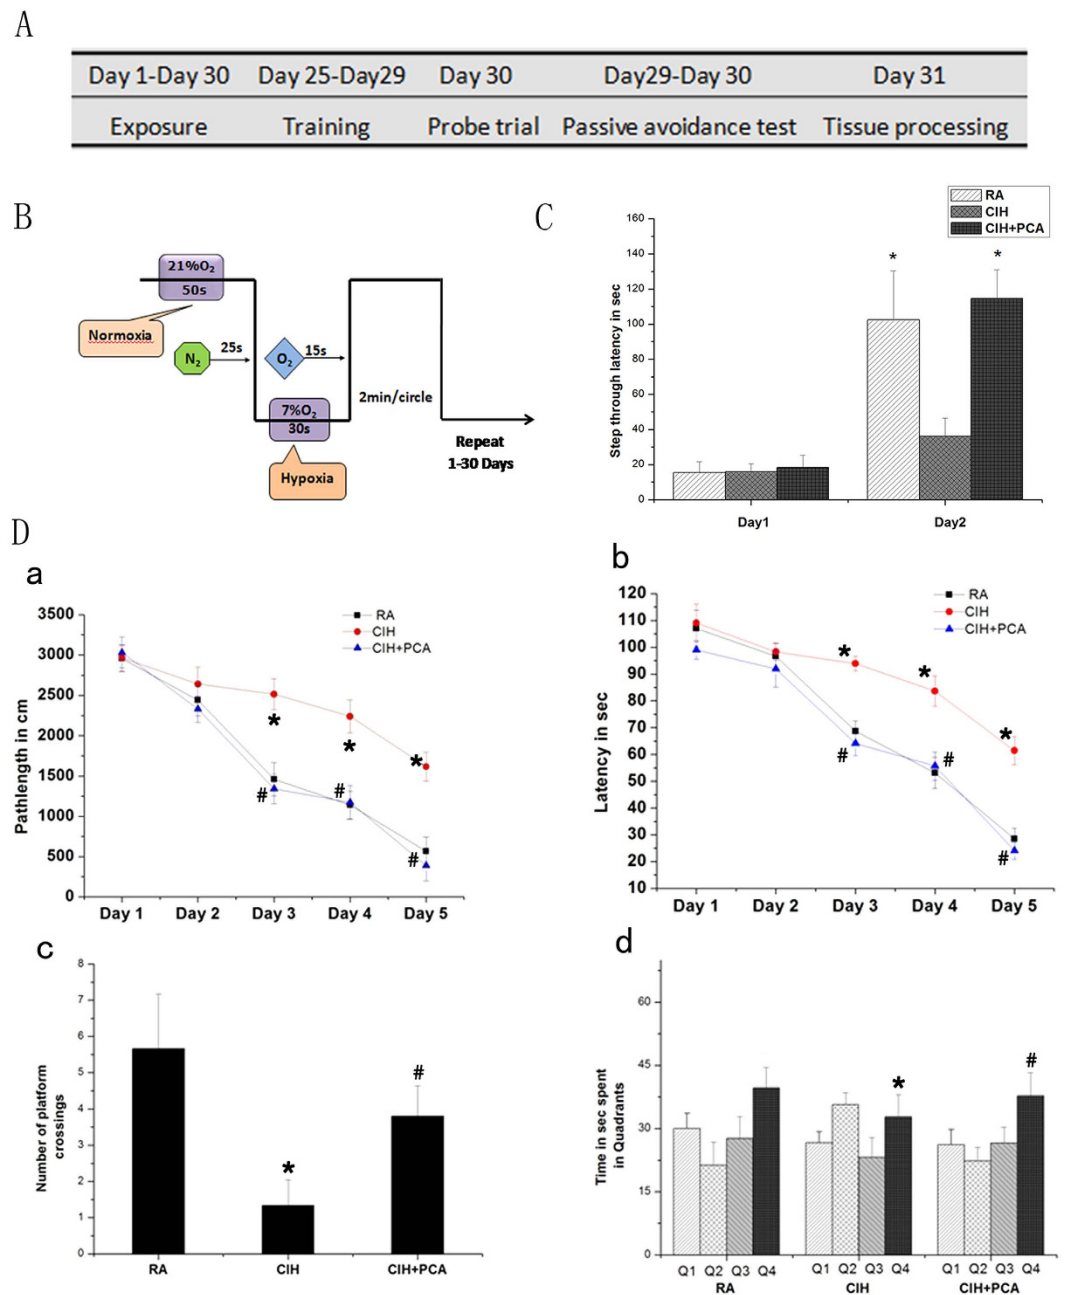 A
Day 1-Day 30 Day 25-Day29 Day 30 Day29-Day 30 Day 31
Exposure Training Probe trial Passive avoidance test Tissue processing
B
21%O₂
50s
Normoxia
N₂
25s
O₂
15s
7%O₂
30s
Hypoxia
2min/circle
Repeat
1-30 Days
C
RA
CIH
CIH+PCA
Step through latency in sec
160
140
120
100
80
60
40
20
0
* *
Day1 Day2
D
a
Pathlength in cm
3500
3000
2500
2000
1500
1000
500
0
RA
CIH
CIH+PCA
* * *
# # #
Day 1 Day 2 Day 3 Day 4 Day 5
b
Latency in sec
120
110
100
90
80
70
60
50
40
30
20
10
RA
CIH
CIH+PCA
* * *
# # #
Day 1 Day 2 Day 3 Day 4 Day 5
c
Number of platform
crossings
8
7
6
5
4
3
2
1
0
* #
RA CIH CIH+PCA
d
Time in sec spent
in Quadrants
60
45
30
15
0
* #
Q1 Q2 Q3 Q4 Q1 Q2 Q3 Q4 Q1 Q2 Q3 Q4
RA CIH CIH+PCA